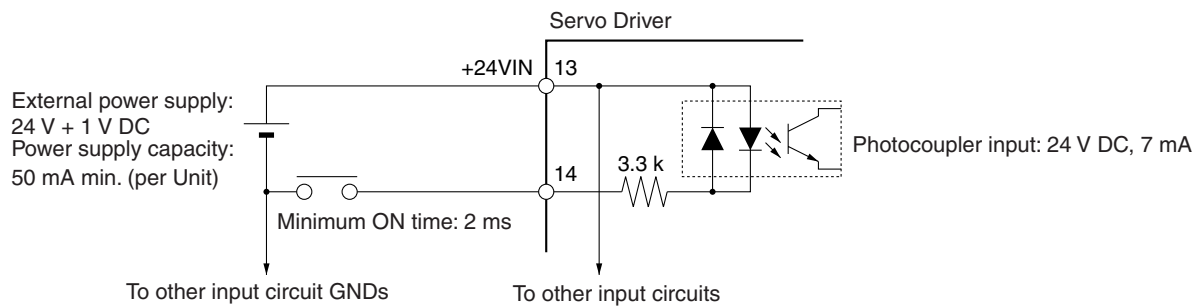 Servo Driver
+24VIN
13
External power supply:
24 V + 1 V DC
Power supply capacity:
50 mA min. (per Unit)
Photocoupler input: 24 V DC, 7 mA
14
3.3 k
Minimum ON time: 2 ms
To other input circuit GNDs
To other input circuits